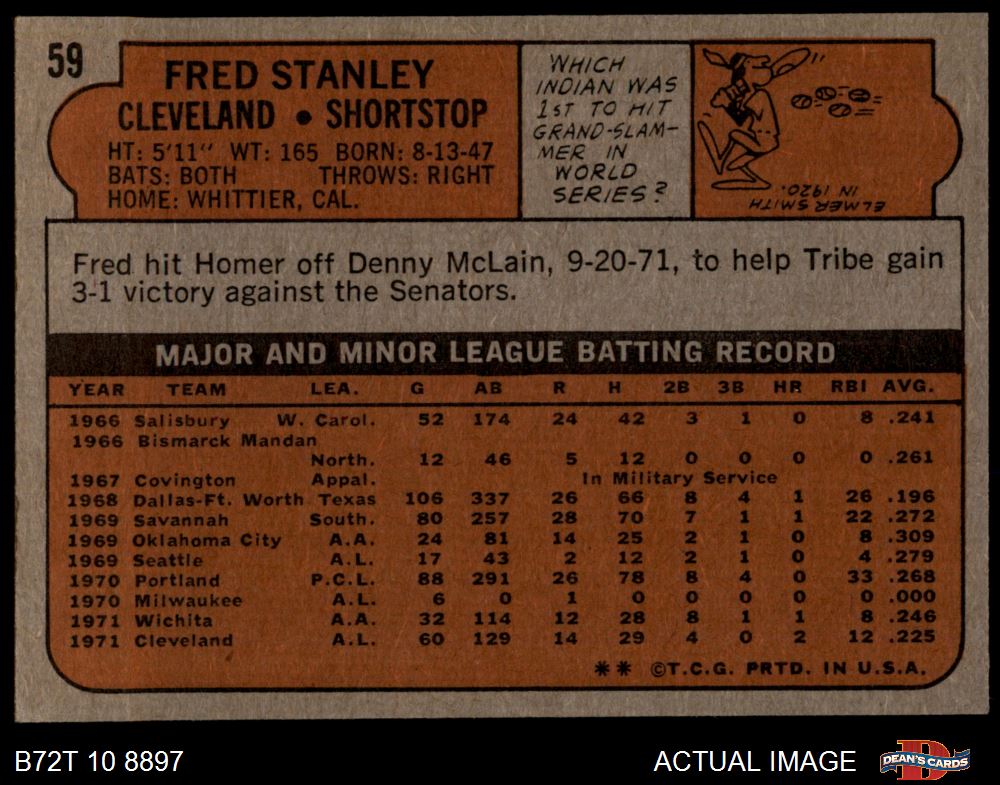 59
FRED STANLEY
CLEVELAND • SHORTSTOP
HT: 5'11" WT: 165 BORN: 8-13-47
BATS: BOTH THROWS: RIGHT
HOME: WHITTIER, CAL.
WHICH
INDIAN WAS
1ST TO HIT
GRAND-SLAM-
MER IN
WORLD
SERIES?
ELMER SMITH
IN 1920.
Fred hit Homer off Denny McLain, 9-20-71, to help Tribe gain
3-1 victory against the Senators.
MAJOR AND MINOR LEAGUE BATTING RECORD
YEAR TEAM LEA. G AB R H 2B 3B HR RBI AVG.
1966 Salisbury W. Carol. 52 174 24 42 3 1 0 8 .241
1966 Bismarck Mandan
North. 12 46 5 12 0 0 0 0 .261
1967 Covington Appal. In Military Service
1968 Dallas-Ft. Worth Texas 106 337 26 66 8 4 1 26 .196
1969 Savannah South. 80 257 28 70 7 1 1 22 .272
1969 Oklahoma City A.A. 24 81 14 25 2 1 0 8 .309
1969 Seattle A.L. 17 43 2 12 2 1 0 4 .279
1970 Portland P.C.L. 88 291 26 78 8 4 0 33 .268
1970 Milwaukee A.L. 6 0 1 0 0 0 0 0 .000
1971 Wichita A.A. 32 114 12 28 8 1 1 8 .246
1971 Cleveland A.L. 60 129 14 29 4 0 2 12 .225
** ©T.C.G. PRTD. IN U.S.A.
B72T 10 8897 ACTUAL IMAGE
D
DEAN'S CARDS